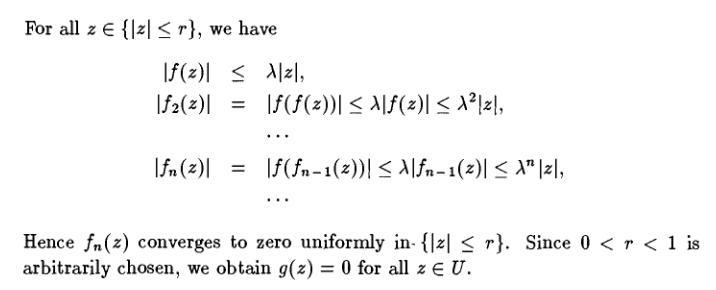 For all z ∈ {|z| ≤ r}, we have
|f(z)| ≤ λ|z|,
|f₂(z)| = |f(f(z))| ≤ λ|f(z)| ≤ λ²|z|,
...
|fₙ(z)| = |f(fₙ₋₁(z))| ≤ λ|fₙ₋₁(z)| ≤ λⁿ|z|,
...
Hence fₙ(z) converges to zero uniformly in {|z| ≤ r}. Since 0 < r < 1 is
arbitrarily chosen, we obtain g(z) = 0 for all z ∈ U.